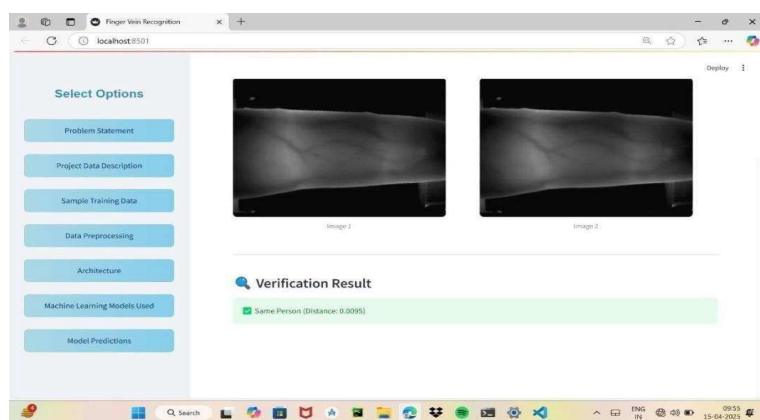 Finger Vein Recognition
localhost:8501
Deploy
Select Options
Problem Statement
Project Data Description
Sample Training Data
Data Preprocessing
Architecture
Machine Learning Models Used
Model Predictions
Image 1
Image 2
Verification Result
Same Person (Distance: 0.0095)
Search
ENG
IN
09:55
15-04-2025